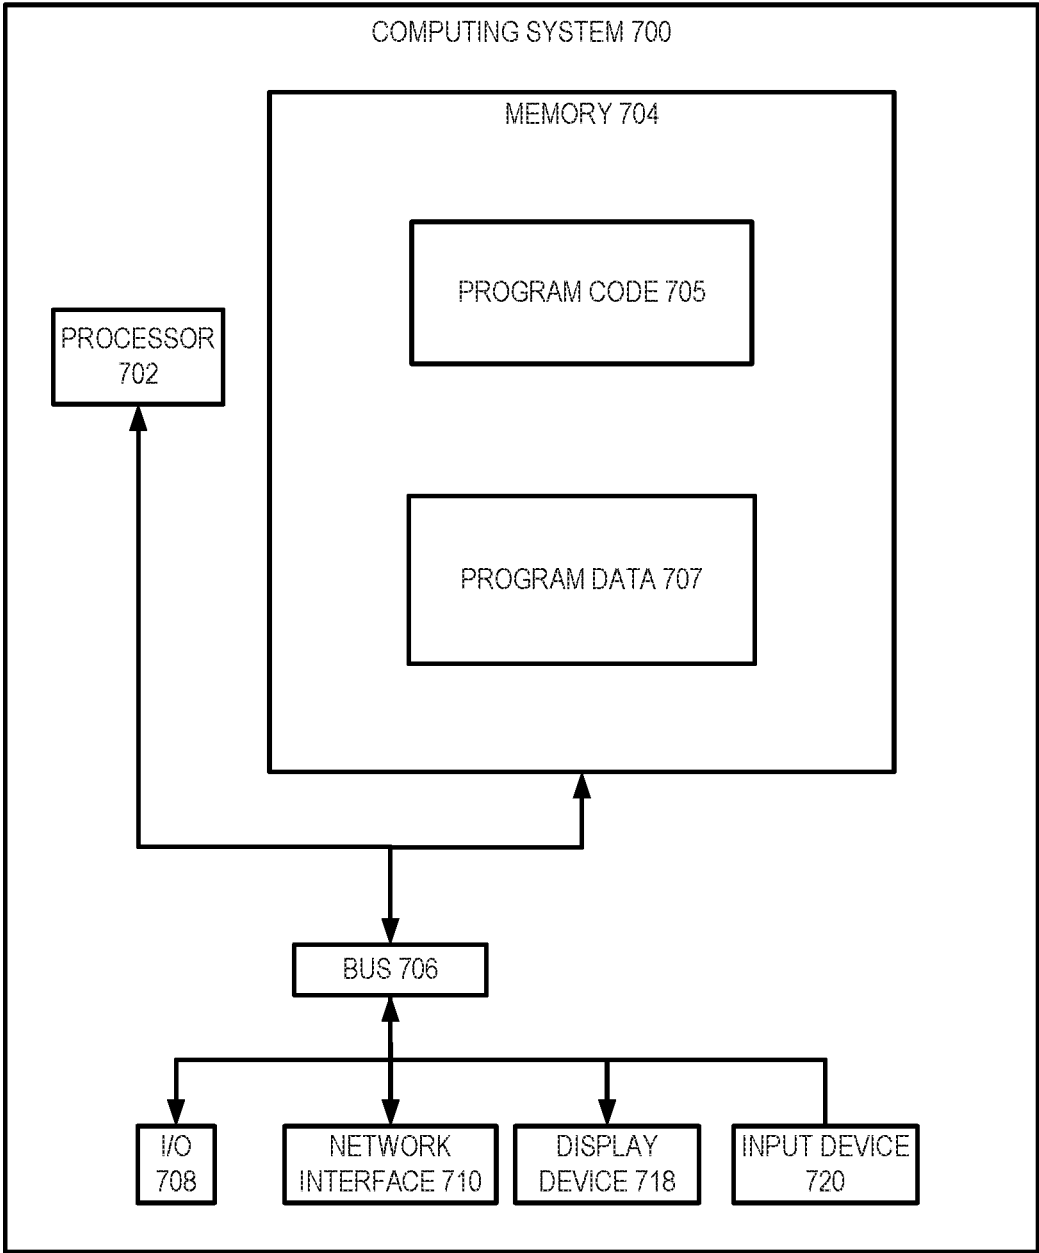 COMPUTING SYSTEM 700
MEMORY 704
PROGRAM CODE 705
PROCESSOR
702
PROGRAM DATA 707
BUS 706
I/O
708
NETWORK
INTERFACE 710
DISPLAY
DEVICE 718
INPUT DEVICE
720